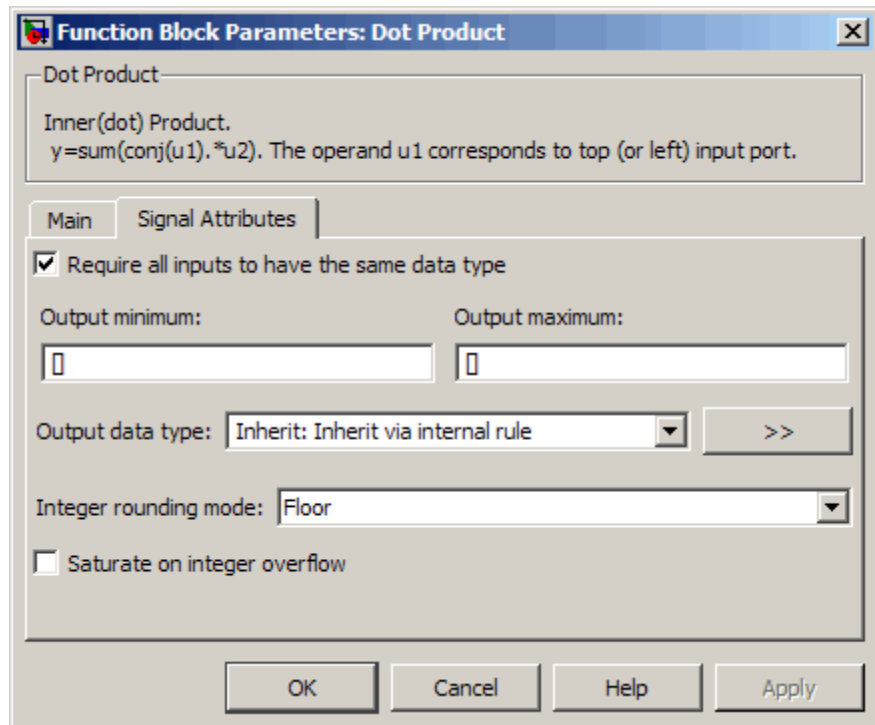 Function Block Parameters: Dot Product
Dot Product
Inner(dot) Product.
y=sum(conj(u1).*u2). The operand u1 corresponds to top (or left) input port.
Main Signal Attributes
Require all inputs to have the same data type
Output minimum: Output maximum:
[] []
Output data type: Inherit: Inherit via internal rule >>
Integer rounding mode: Floor
Saturate on integer overflow
OK Cancel Help Apply